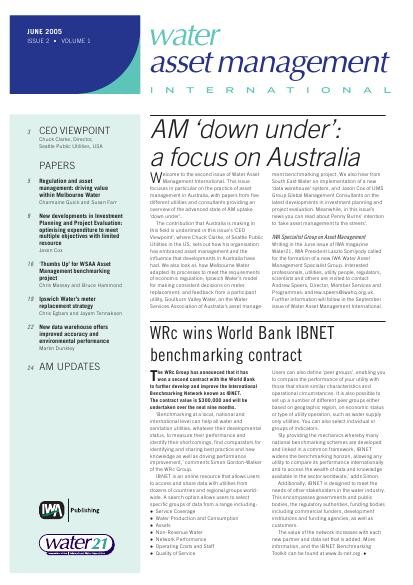 JUNE 2005
ISSUE 2 • VOLUME 1
water
asset management
INTERNATIONAL
3 CEO VIEWPOINT
Chuck Clarke, Director,
Seattle Public Utilities, USA
PAPERS
5 Regulation and asset
management: driving value
within Melbourne Water
Charmaine Quick and Susan Farr
9 New developments in Investment
Planning and Project Evaluation:
optimising expenditure to meet
multiple objectives with limited
resource
Jason Cox
16 'Thumbs Up' for WSAA Asset
Management benchmarking
project
Chris Massey and Bruce Hammond
19 Ipswich Water's meter
replacement strategy
Chris Egbars and Jayem Tennakoon
22 New data warehouse offers
improved accuracy and
environmental performance
Martin Dunkley
24 AM UPDATES
IWA Publishing
water21
AM 'down under':
a focus on Australia
Welcome to the second issue of Water Asset
Management International. This issue
focuses in particular on the practice of asset
management in Australia, with papers from five
different utilities and consultants providing an
overview of the advanced state of AM uptake
'down under'.
The contribution that Australia is making in
this field is underlined in this issue's 'CEO
Viewpoint', where Chuck Clarke, of Seattle Public
Utilities in the US, sets out how his organisation
has embraced asset management and the
influence that developments in Australia have
had. We also look at how Melbourne Water
adapted its processes to meet the requirements
of economic regulation, Ipswich Water's model
for making consistent decisions on meter
replacement, and feedback from a participant
utility, Goulburn Valley Water, on the Water
Services Association of Australia's asset manage-
ment benchmarking project. We also hear from
South East Water on implementation of a new
'data warehouse' system, and Jason Cox of UMS
Group Global Management Consultants on the
latest developments in investment planning and
project evaluation. Meanwhile, in this issue's
news you can read about Penny Burns' intention
to 'take asset management to the streets'.
IWA Specialist Group on Asset Management
Writing in the June issue of IWA magazine
Water21, IWA President Laszlo Somlyody called
for the formation of a new IWA Water Asset
Management Specialist Group. Interested
professionals, utilities, utility people, regulators,
scientists and others are invited to contact
Andrew Speers, Director, Member Services and
Programmes, andrew.speers@iwahq.org.uk.
Further information will follow in the September
issue of Water Asset Management International.
WRc wins World Bank IBNET
benchmarking contract
The WRc Group has announced that it has
won a second contract with the World Bank
to further develop and improve the International
Benchmarking Network known as IBNET.
The contract value is $300,000 and will be
undertaken over the next nine months.
'Benchmarking at a local, national and
international level can help all water and
sanitation utilities, whatever their developmental
status, to measure their performance and
identify their shortcomings, find comparators for
identifying and sharing best practice and new
knowledge as well as driving performance
improvement,' comments Simon Gordon-Walker
of the WRc Group.
IBNET is an online resource that allows users
to access and share data with utilities from
dozens of countries and regional groups world-
wide. A search option allows users to select
specific groups of data from a range including:
● Service Coverage
● Water Production and Consumption
● Assets
● Non-Revenue Water
● Network Performance
● Operating Costs and Staff
● Quality of Service
Users can also define 'peer groups', enabling you
to compare the performance of your utility with
those that share similar characteristics and
operational circumstances. It is also possible to
set up a number of different peer groups either
based on geographic region, on economic status
or type of utility operation, such as water supply
only utilities. You can also select individual or
groups of indicators.
'By providing the mechanics whereby many
national benchmarking schemes are developed
and linked in a common framework, IBNET
widens the benchmarking horizon, allowing any
utility to compare its performance internationally
and to access the wealth of data and knowledge
available in the sector worldwide,' adds Simon.
Additionally, IBNET is designed to meet the
needs of other stakeholders in the water industry.
This encompasses governments and public
bodies, the regulatory authorities, funding bodies
including commercial funders, development
institutions and funding agencies, as well as
customers.
The value of the network increases with each
new partner and data set that is added. More
information, and the IBNET Benchmarking
Toolkit can be found at www.ib-net.org. ●